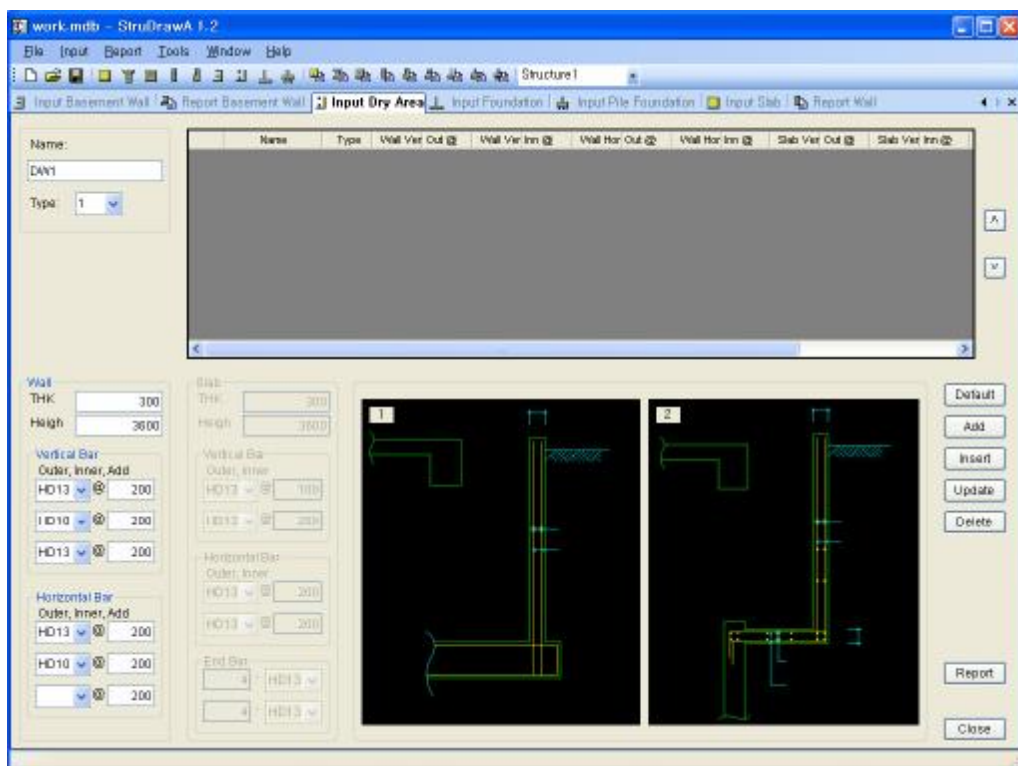 work.mdb - StruDrawA 1.2
File Input Report Tools Window Help
Structure1
Input Basement Wall Report Basement Wall Input Dry Area Input Foundation Input Pile Foundation Input Slab Report Wall
Name:
DW1
Type: 1
Name Type Wall Ver Out @ Wall Ver Inn @ Wall Hor Out @ Wall Hor Inn @ Slab Ver Out @ Slab Ver Inn @
Wall
THK 300
Heigh 3600
Vertical Bar
Outer, Inner, Add
HD13 @ 200
HD10 @ 200
HD13 @ 200
Horizontal Bar
Outer, Inner, Add
HD13 @ 200
HD10 @ 200
@ 200
Slab
THK 300
Heigh 3600
Vertical Bar
Outer, Inner
HD13 @ 100
HD13 @ 200
Horizontal Bar
Outer, Inner
HD13 @ 200
HD13 @ 200
End Bar
4 - HD13
4 - HD13
1
2
Default
Add
Insert
Update
Delete
Report
Close